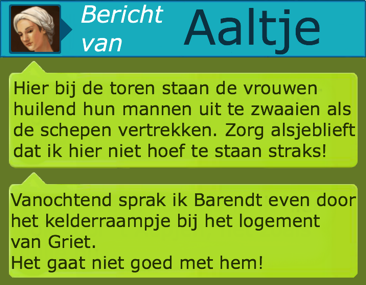 Bericht
van
Aaltje
Hier bij de toren staan de vrouwen
huilend hun mannen uit te zwaaien als
de schepen vertrekken. Zorg alsjeblieft
dat ik hier niet hoef te staan straks!
Vanochtend sprak ik Barendt even door
het kelderraampje bij het logement
van Griet.
Het gaat niet goed met hem!